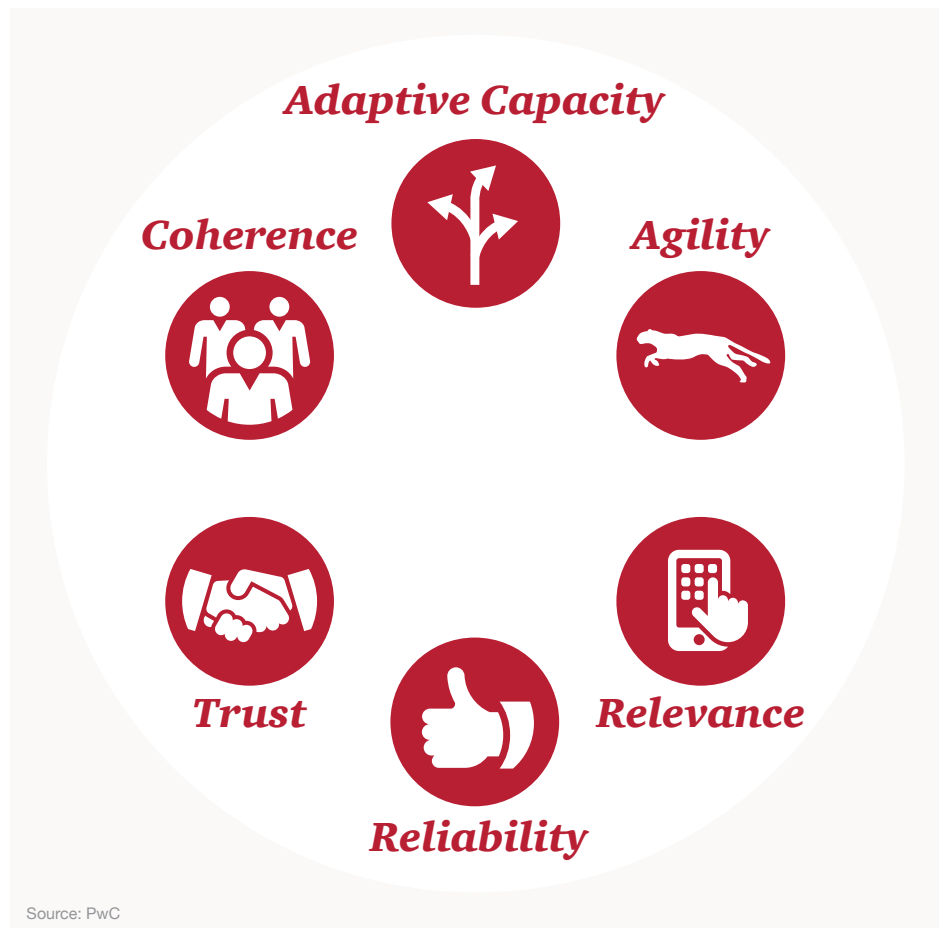 Adaptive Capacity
Coherence
Agility
Trust
Relevance
Reliability
Source: PwC